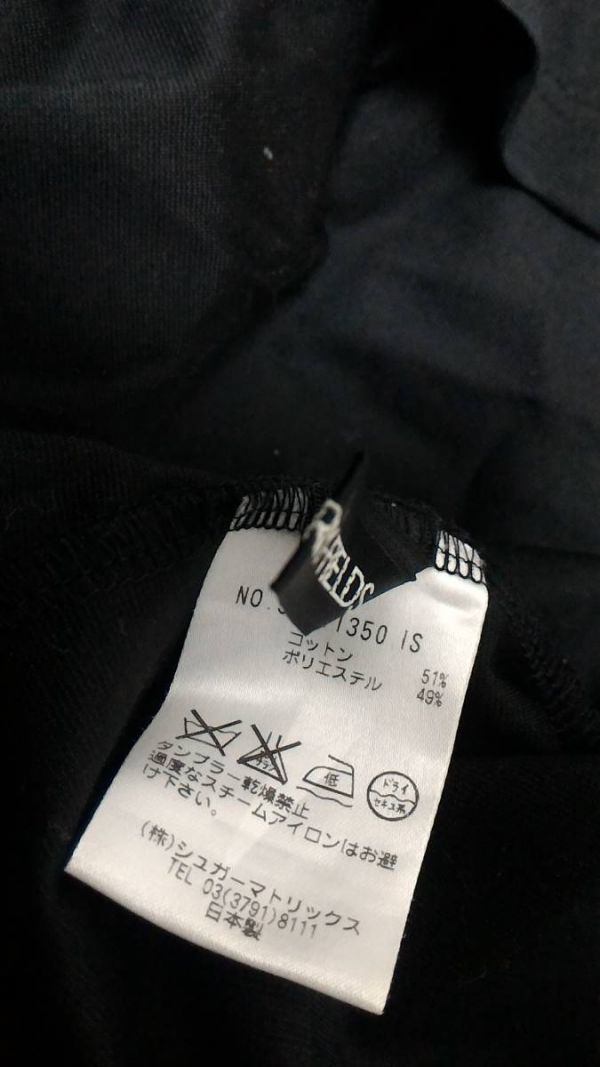 NO. 1350 IS
コットン 51%
ポリエステル 49%
低
ドライ
セキユ系
タンブラー乾燥禁止
過度なスチームアイロンはお避
け下さい。
(株)シュガーマトリックス
TEL 03(3791)8111
日本製